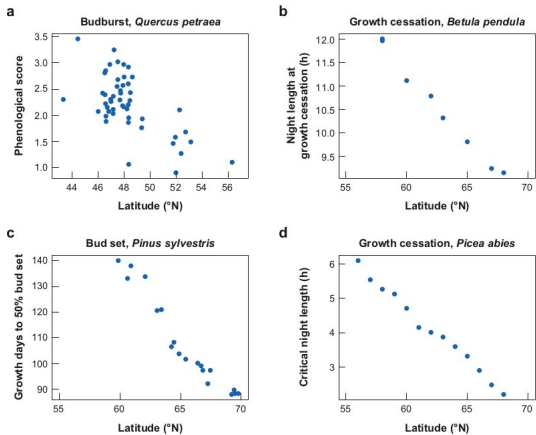 a
Budburst, Quercus petraea
Phenological score
3.5
3.0
2.5
2.0
1.5
1.0
44 46 48 50 52 54 56
Latitude (°N)
b
Growth cessation, Betula pendula
Night length at
growth cessation (h)
12.0
11.5
11.0
10.5
10.0
9.5
55 60 65 70
Latitude (°N)
c
Bud set, Pinus sylvestris
Growth days to 50% bud set
140
130
120
110
100
90
55 60 65 70
Latitude (°N)
d
Growth cessation, Picea abies
Critical night length (h)
6
5
4
3
55 60 65 70
Latitude (°N)